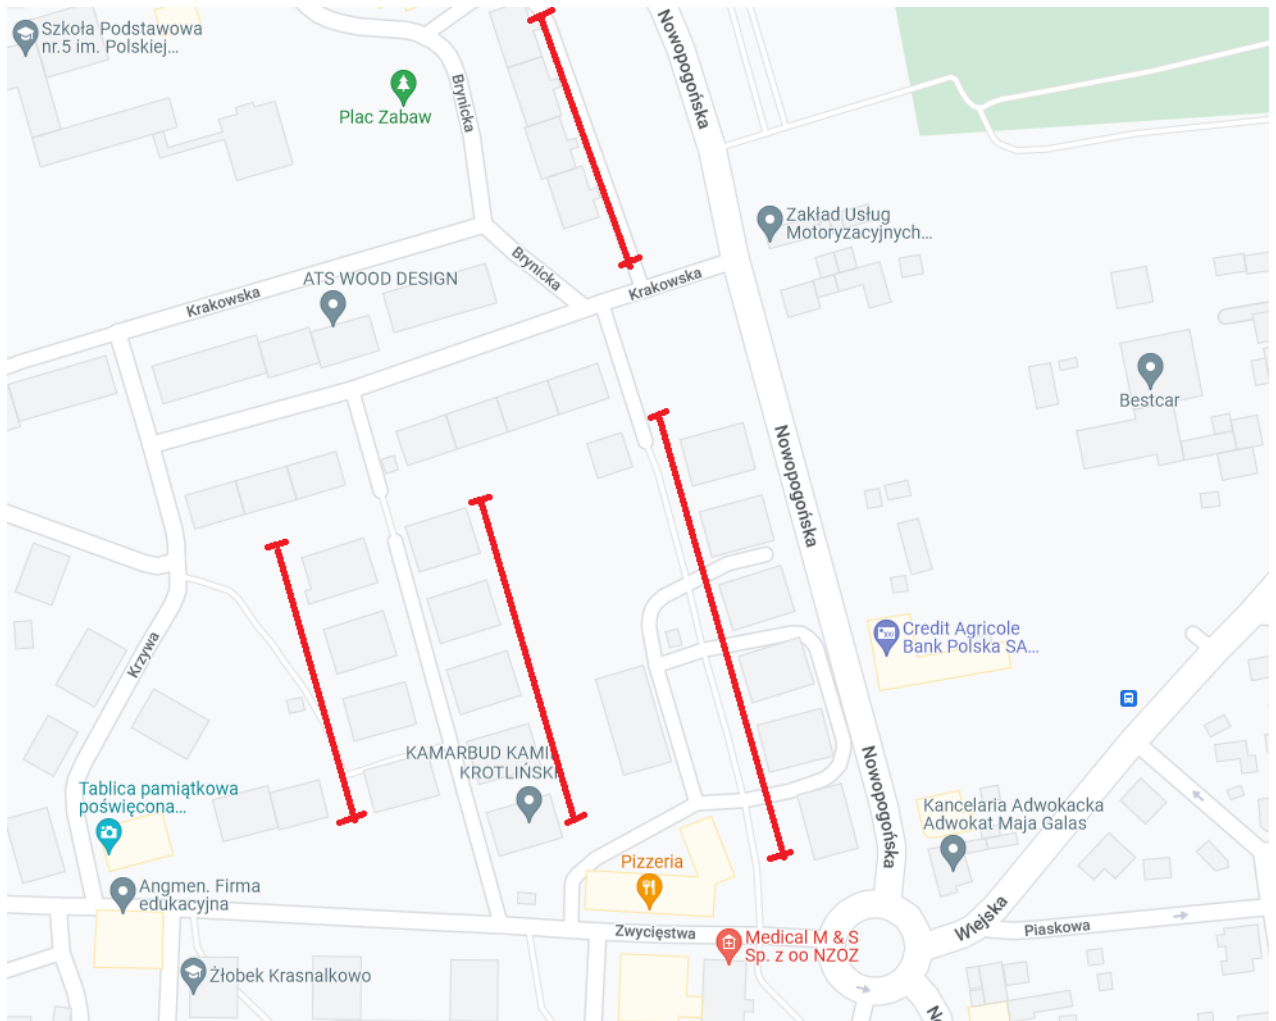 Szkoła Podstawowa
nr.5 im. Polskiej...
Nowopogońska
Brynicka
Plac Zabaw
Zakład Usług
Motoryzacyjnych...
Brynicka
ATS WOOD DESIGN
Krakowska
Krakowska
Bestcar
Nowopogońska
Credit Agricole
Bank Polska SA...
Krzywa
KAMARBUD KAMI
KROTLIŃSKI
Nowopogońska
Tablica pamiątkowa
poświęcona...
Kancelaria Adwokacka
Adwokat Maja Galas
Pizzeria
Angmen. Firma
edukacyjna
Wiejska
Piaskowa
Zwycięstwa
Medical M & S
Sp. z oo NZOZ
Żłobek Krasnalkowo